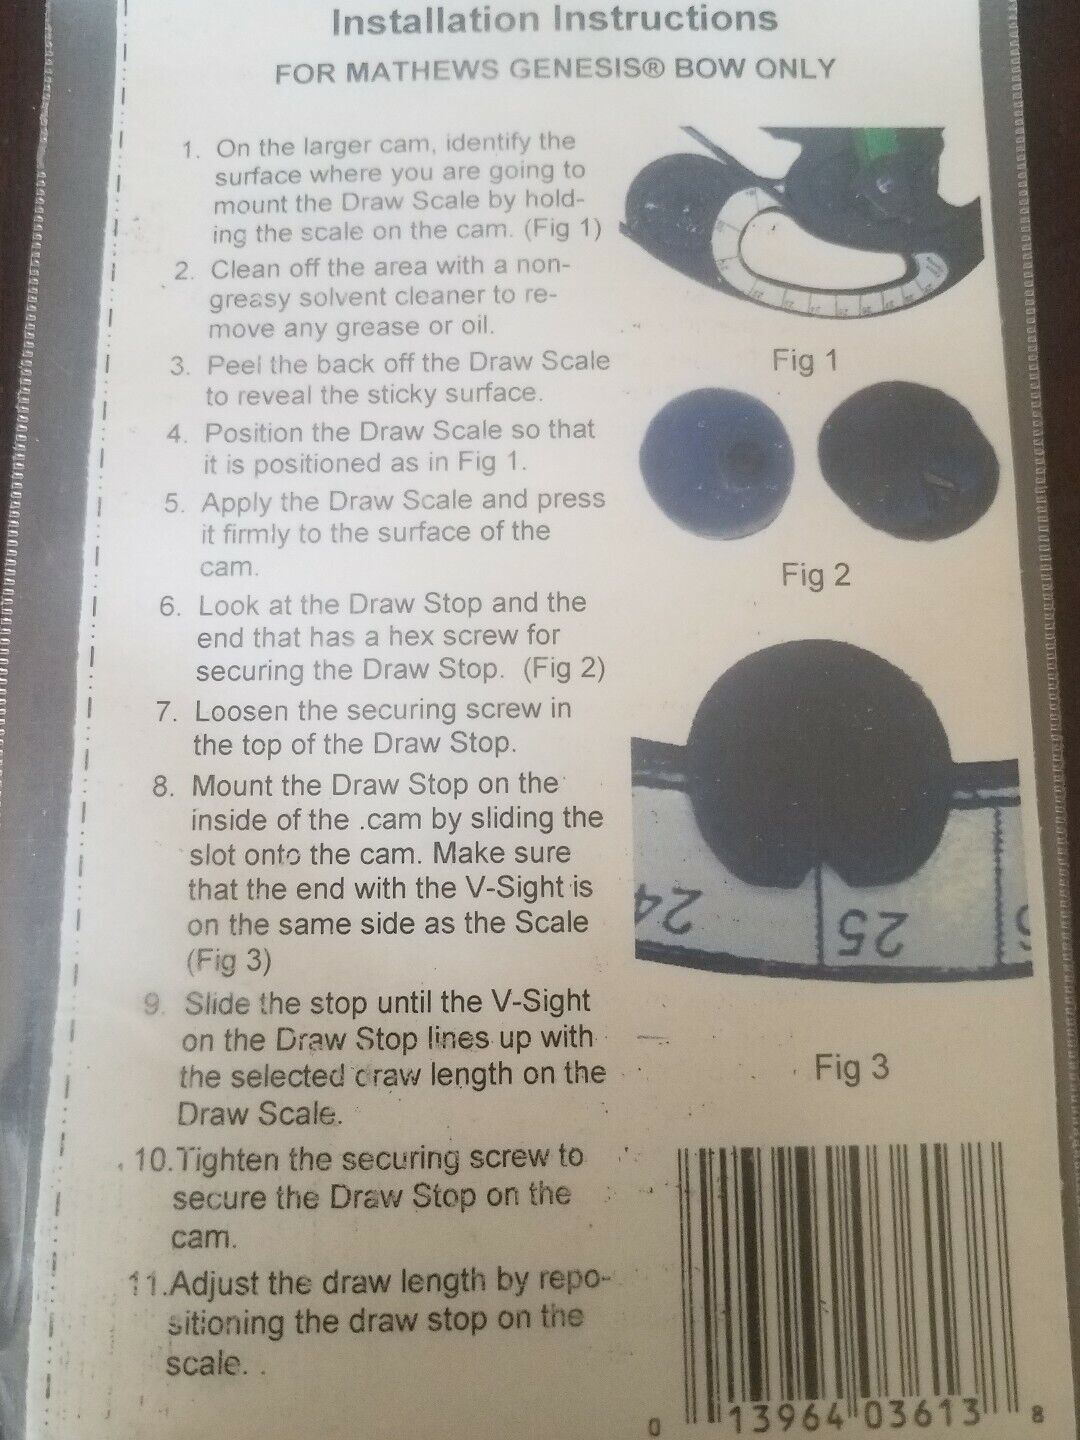 Installation Instructions
FOR MATHEWS GENESIS® BOW ONLY
1. On the larger cam, identify the
surface where you are going to
mount the Draw Scale by hold-
ing the scale on the cam. (Fig 1)
2. Clean off the area with a non-
greasy solvent cleaner to re-
move any grease or oil.
3. Peel the back off the Draw Scale
to reveal the sticky surface.
4. Position the Draw Scale so that
it is positioned as in Fig 1.
5. Apply the Draw Scale and press
it firmly to the surface of the
cam.
6. Look at the Draw Stop and the
end that has a hex screw for
securing the Draw Stop. (Fig 2)
7. Loosen the securing screw in
the top of the Draw Stop.
8. Mount the Draw Stop on the
inside of the .cam by sliding the
slot onto the cam. Make sure
that the end with the V-Sight is
on the same side as the Scale
(Fig 3)
9. Slide the stop until the V-Sight
on the Draw Stop lines up with
the selected draw length on the
Draw Scale.
10.Tighten the securing screw to
secure the Draw Stop on the
cam.
11.Adjust the draw length by repo-
sitioning the draw stop on the
scale. .
Fig 1
Fig 2
24 25
Fig 3
0 13964 03613 8